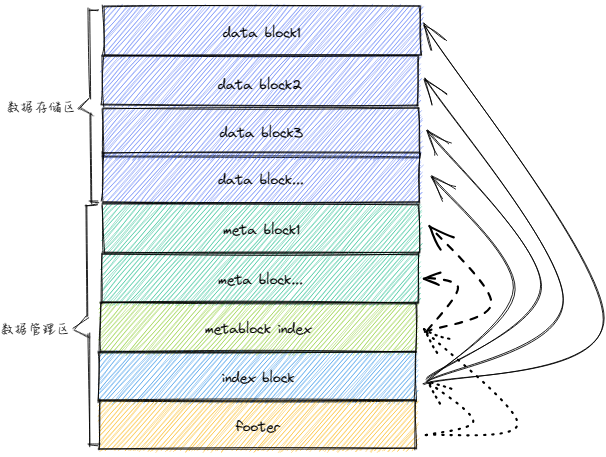 data block1
data block2
数据存储区
data block3
data block...
meta block1
meta block...
数据管理区
metablock index
index block
footer